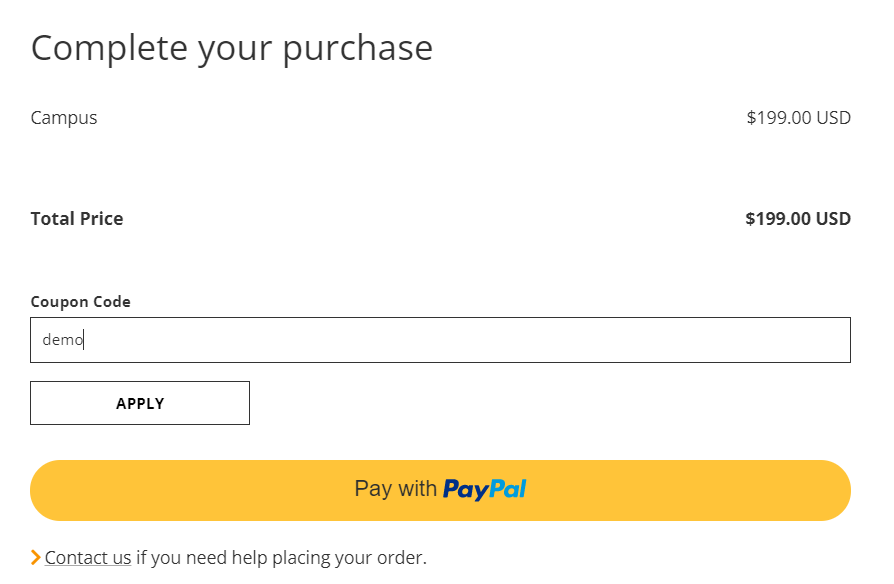 Complete your purchase
Campus $199.00 USD
Total Price $199.00 USD
Coupon Code
demo
APPLY
Pay with PayPal
Contact us if you need help placing your order.